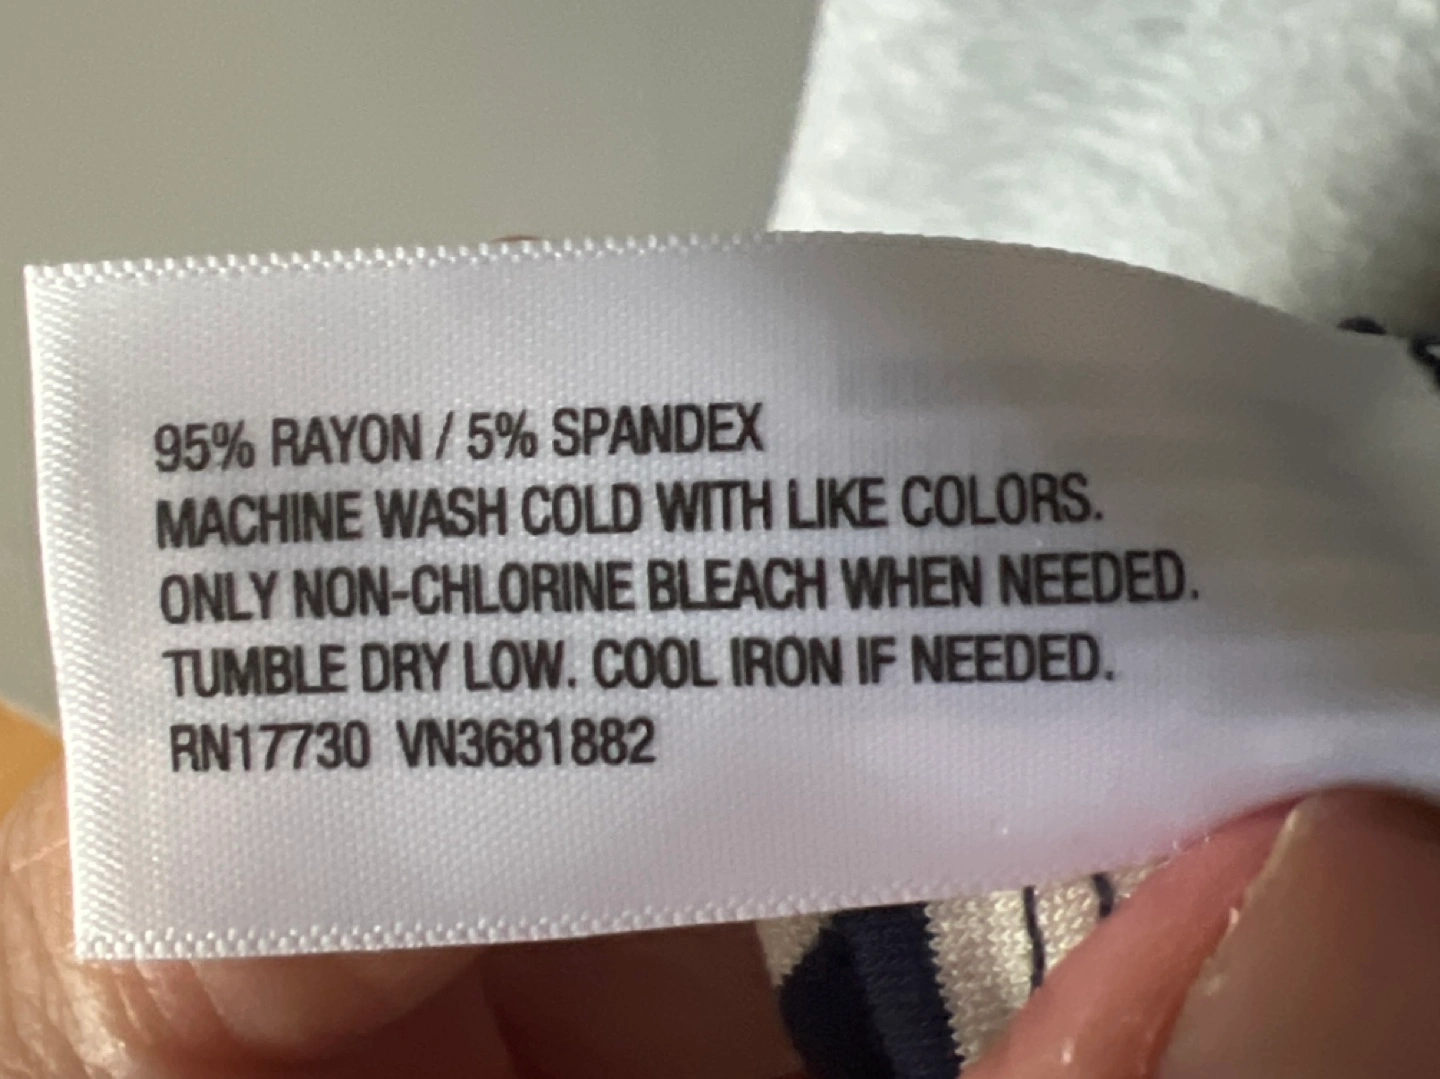 95% RAYON / 5% SPANDEX
MACHINE WASH COLD WITH LIKE COLORS.
ONLY NON-CHLORINE BLEACH WHEN NEEDED.
TUMBLE DRY LOW. COOL IRON IF NEEDED.
RN17730 VN3681882